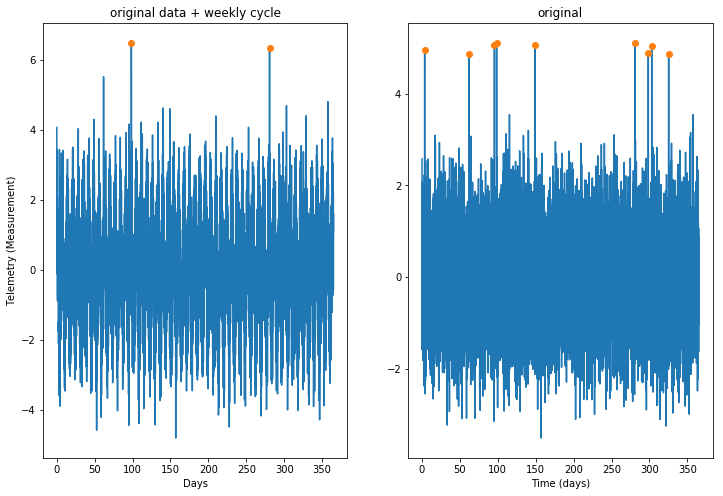 original data + weekly cycle
original
Telemetry (Measurement)
6
4
2
0
−2
−4
0 50 100 150 200 250 300 350
Days
4
2
0
−2
0 50 100 150 200 250 300 350
Time (days)